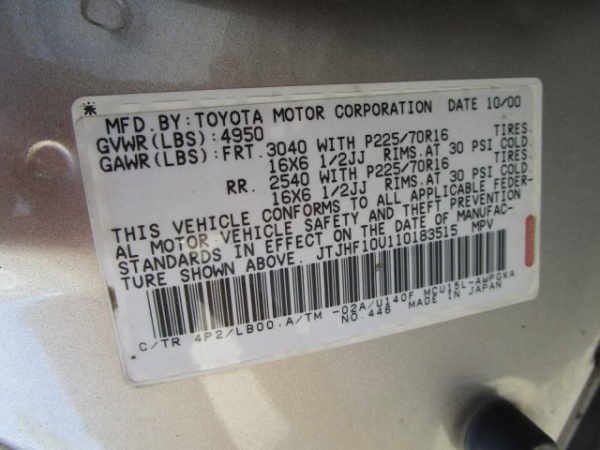 MFD. BY: TOYOTA MOTOR CORPORATION DATE 10/00
GVWR(LBS): 4950
GAWR(LBS): FRT. 3040 WITH P225/70R16 TIRES.
16X6 1/2JJ RIMS. AT 30 PSI COLD.
RR. 2540 WITH P225/70R16 TIRES.
16X6 1/2JJ RIMS. AT 30 PSI COLD.
THIS VEHICLE CONFORMS TO ALL APPLICABLE FEDER-
AL MOTOR VEHICLE SAFETY AND THEFT PREVENTION
STANDARDS IN EFFECT ON THE DATE OF MANUFAC-
TURE SHOWN ABOVE. JTJHF10U110183515 MPV
C/TR 4P2/LB00. A/TM -02A/U140F MCU15L-AWPGKA
NO. 446 MADE IN JAPAN